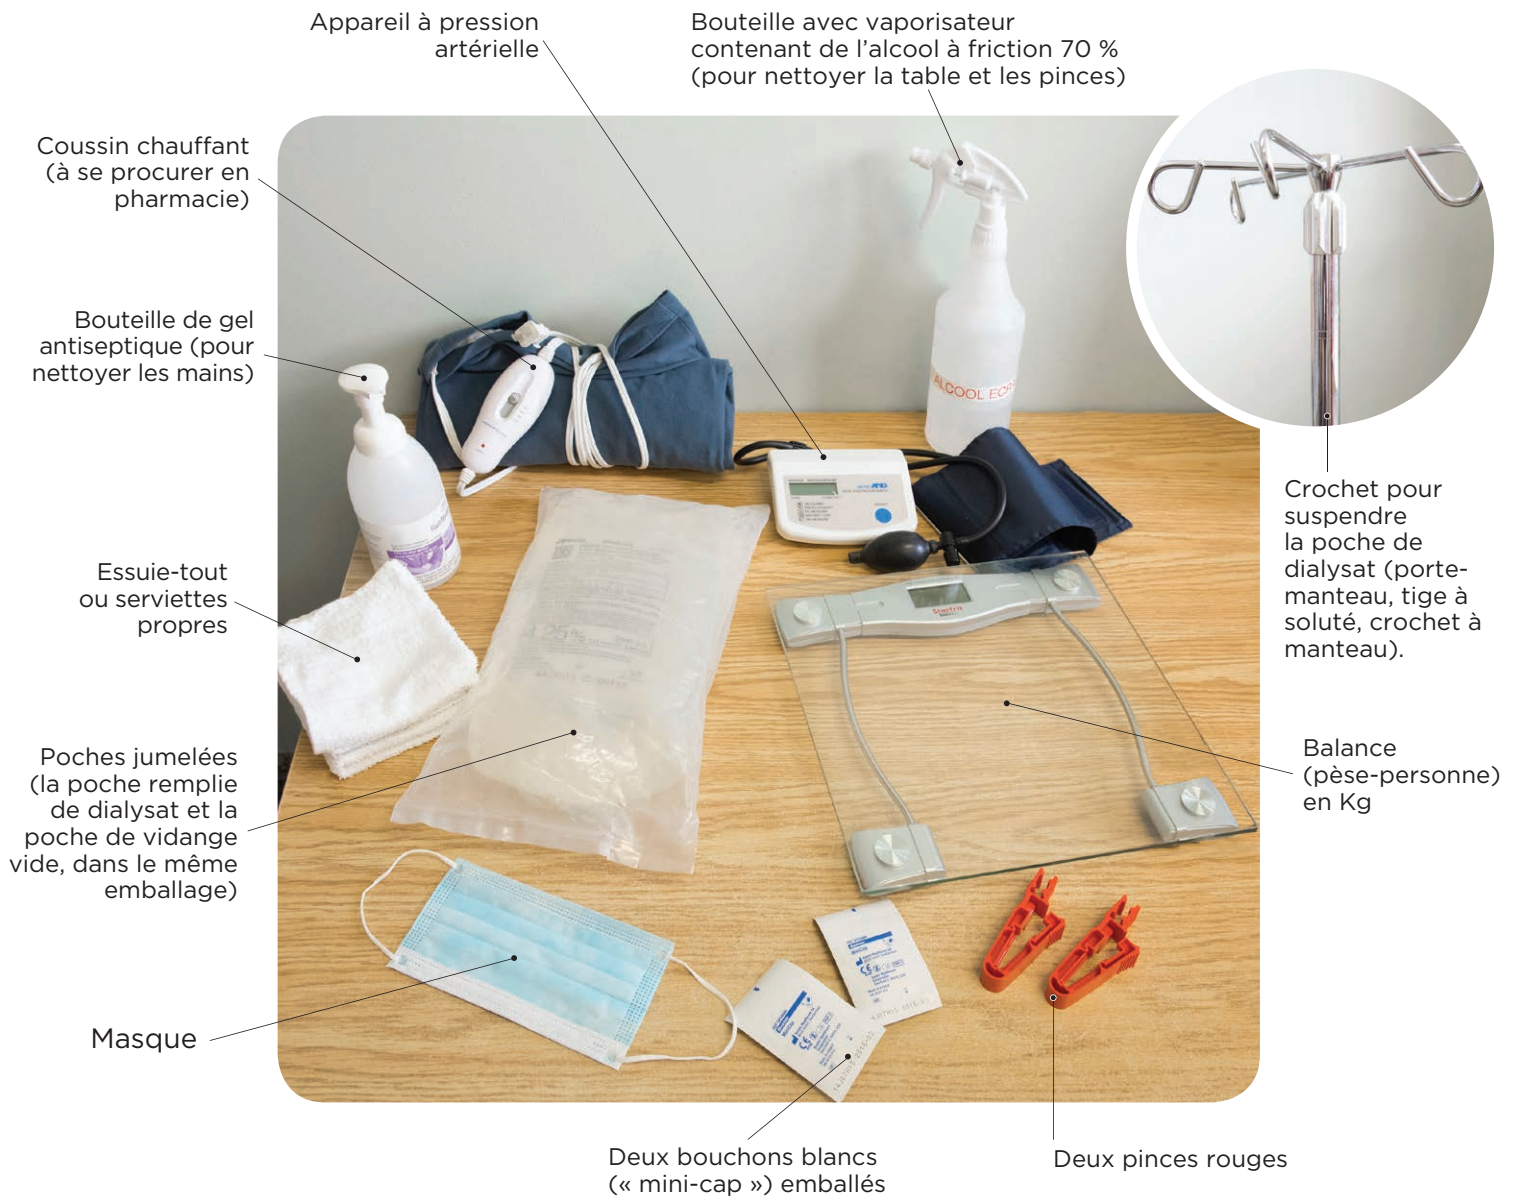 Appareil à pression
artérielle
Bouteille avec vaporisateur
contenant de l’alcool à friction 70 %
(pour nettoyer la table et les pinces)
Coussin chauffant
(à se procurer en
pharmacie)
Bouteille de gel
antiseptique (pour
nettoyer les mains)
ALCOOL
Crochet pour
suspendre
la poche de
dialysat (porte-
manteau, tige à
soluté, crochet à
manteau).
Essuie-tout
ou serviettes
propres
Starfrit
Poches jumelées
(la poche remplie
de dialysat et la
poche de vidange
vide, dans le même
emballage)
Balance
(pèse-personne)
en Kg
Masque
MiniCap
MiniCap
Deux bouchons blancs
(« mini-cap ») emballés
Deux pinces rouges